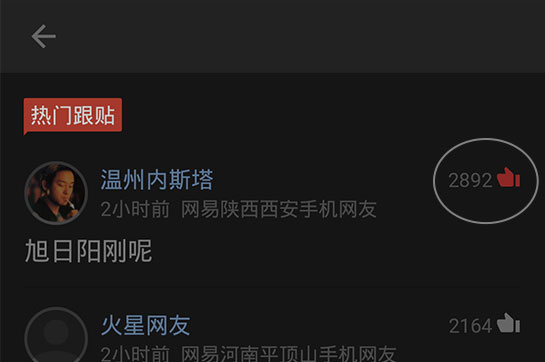 热门跟贴
温州内斯塔
2892
2小时前 网易陕西西安手机网友
旭日阳刚呢
火星网友
2164
2小时前 网易河南平顶山手机网友